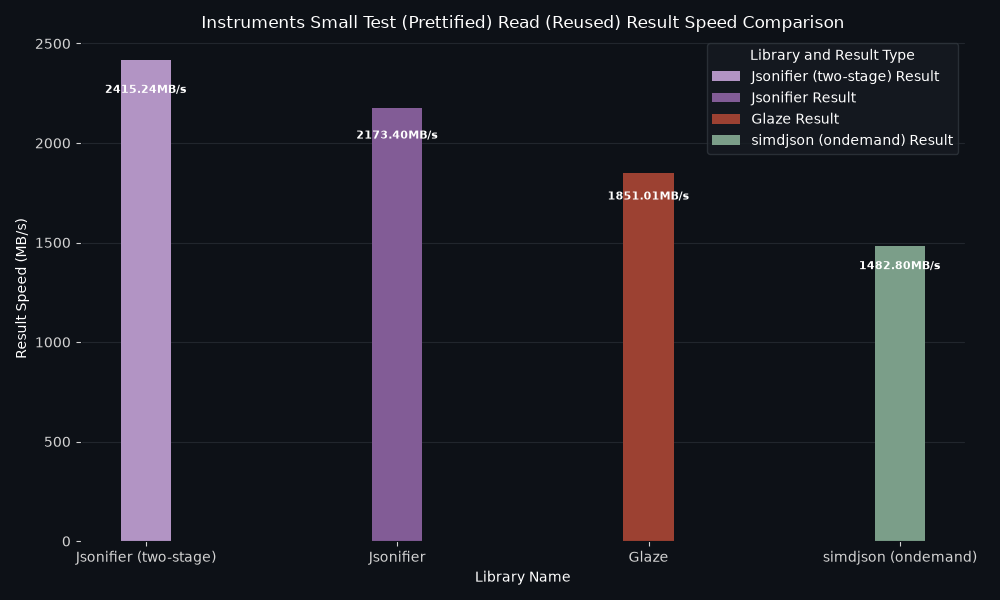 Instruments Small Test (Prettified) Read (Reused) Result Speed Comparison
Library and Result Type
Jsonifier (two-stage) Result
Jsonifier Result
Glaze Result
simdjson (ondemand) Result
2500
2000
1500
1000
500
0
Result Speed (MB/s)
2415.24MB/s
2173.40MB/s
1851.01MB/s
1482.80MB/s
Jsonifier (two-stage)
Jsonifier
Glaze
simdjson (ondemand)
Library Name